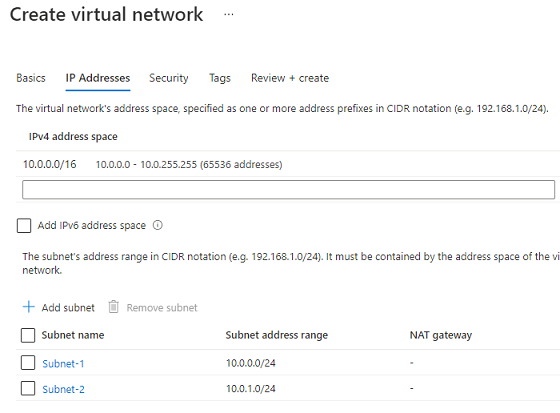 Create virtual network ...
Basics IP Addresses Security Tags Review + create
The virtual network's address space, specified as one or more address prefixes in CIDR notation (e.g. 192.168.1.0/24).
IPv4 address space
10.0.0.0/16 10.0.0.0 - 10.0.255.255 (65536 addresses)
Add IPv6 address space
The subnet's address range in CIDR notation (e.g. 192.168.1.0/24). It must be contained by the address space of the vi
network.
+ Add subnet Remove subnet
Subnet name Subnet address range NAT gateway
Subnet-1 10.0.0.0/24 -
Subnet-2 10.0.1.0/24 -